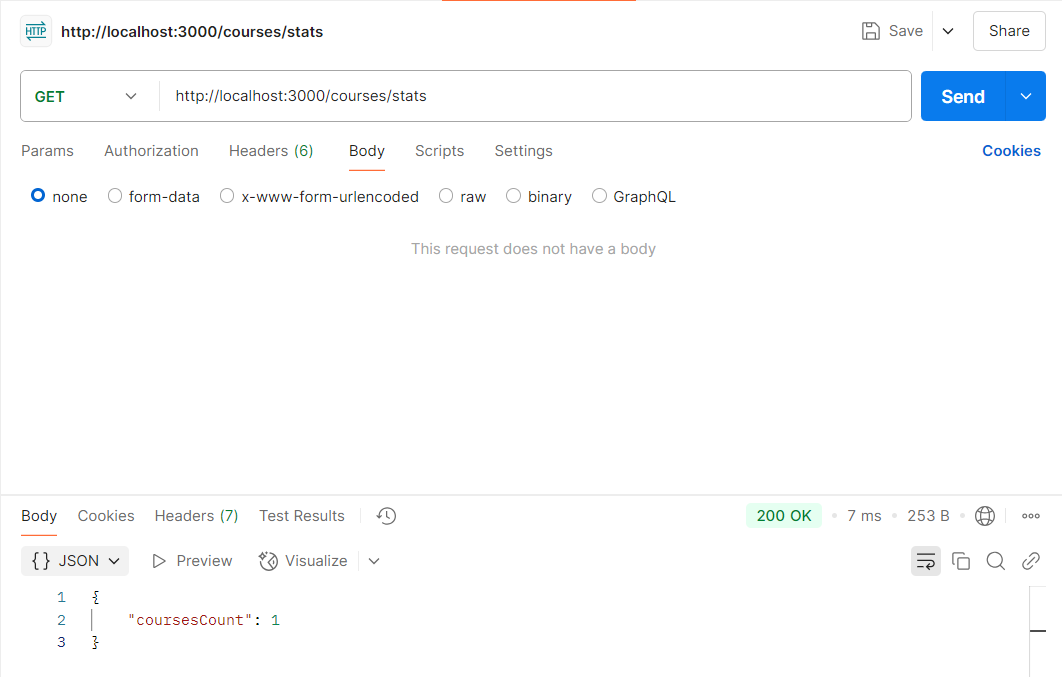 HTTP http://localhost:3000/courses/stats Save Share
GET http://localhost:3000/courses/stats Send
Params Authorization Headers (6) Body Scripts Settings Cookies
none form-data x-www-form-urlencoded raw binary GraphQL
This request does not have a body
Body Cookies Headers (7) Test Results 200 OK • 7 ms • 253 B •
{} JSON Preview Visualize
1 {
2 "coursesCount": 1
3 }